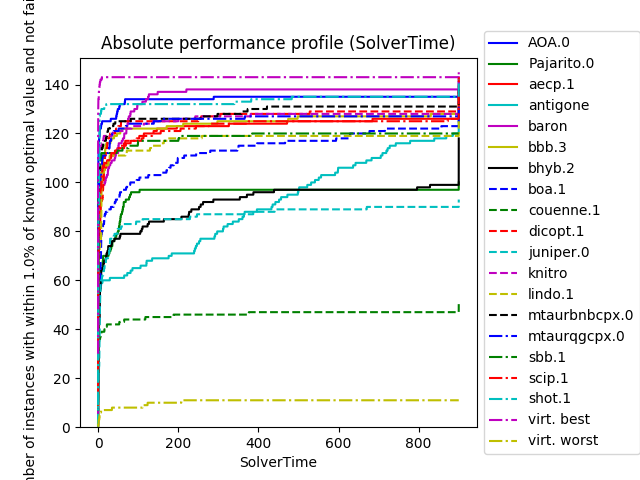 Absolute performance profile (SolverTime)
of instances with within 1.0% of known optimal value and not
140
120
100
80
60
40
20
0
0 200 400 600 800
SolverTime
AOA.0
Pajarito.0
aecp.1
antigone
baron
bbb.3
bhyb.2
boa.1
couenne.1
dicopt.1
juniper.0
knitro
lindo.1
mtaurbnbcpx.0
mtaurqgcpx.0
sbb.1
scip.1
shot.1
virt. best
virt. worst